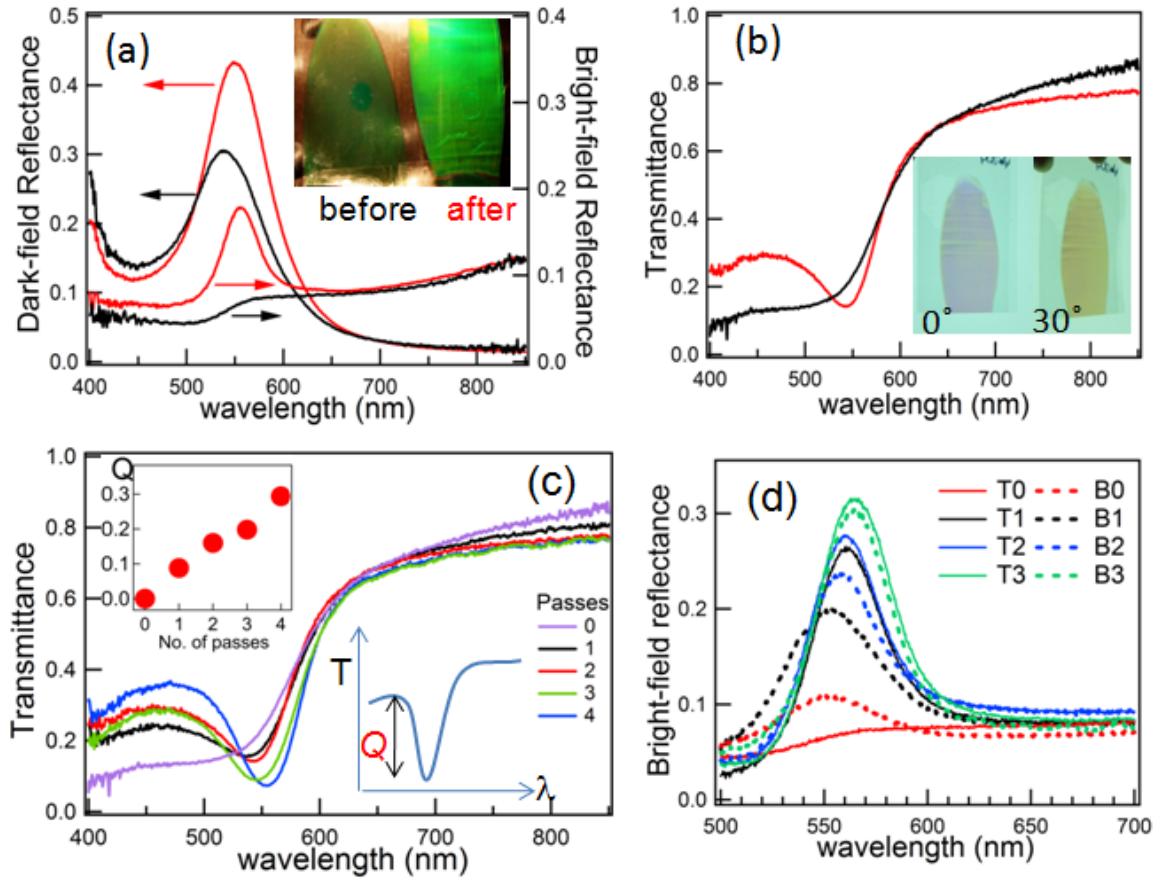 (a)
Dark-field Reflectance
0.5
0.4
0.3
0.2
0.1
0.0
Bright-field Reflectance
0.4
0.3
0.2
0.1
0.0
before
after
400
500
600
700
800
wavelength (nm)
(b)
Transmittance
1.0
0.8
0.6
0.4
0.2
0.0
0°
30°
400
500
600
700
800
wavelength (nm)
(c)
Transmittance
1.0
0.8
0.6
0.4
0.2
0.0
Q
0.3
0.2
0.1
0.0
0
1
2
3
4
No. of passes
Passes
0
1
2
3
4
T
Q
λ
400
500
600
700
800
wavelength (nm)
(d)
Bright-field reflectance
0.3
0.2
0.1
0.0
T0
B0
T1
B1
T2
B2
T3
B3
500
550
600
650
700
wavelength (nm)